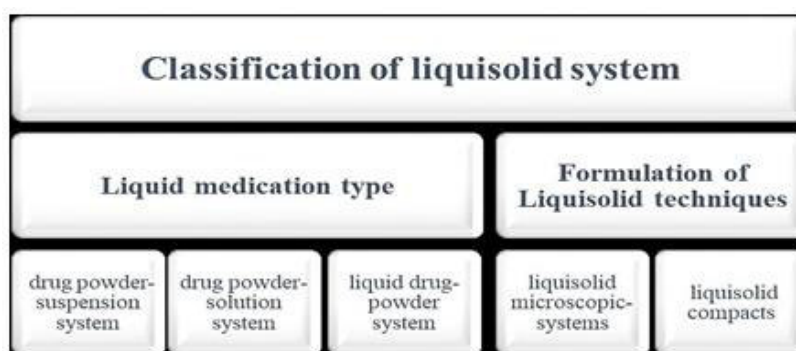 Classification of liquisolid system
Liquid medication type
Formulation of
Liquisolid techniques
drug powder-
suspension
system
drug powder-
solution
system
liquid drug-
powder
system
liquisolid
microscopic-
systems
liquisolid
compacts